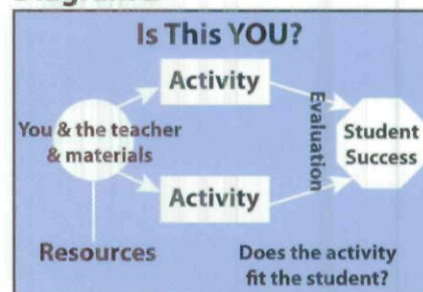 Is This YOU?
Activity
You & the teacher
& materials
Evaluation
Student
Success
Activity
Resources
Does the activity
fit the student?